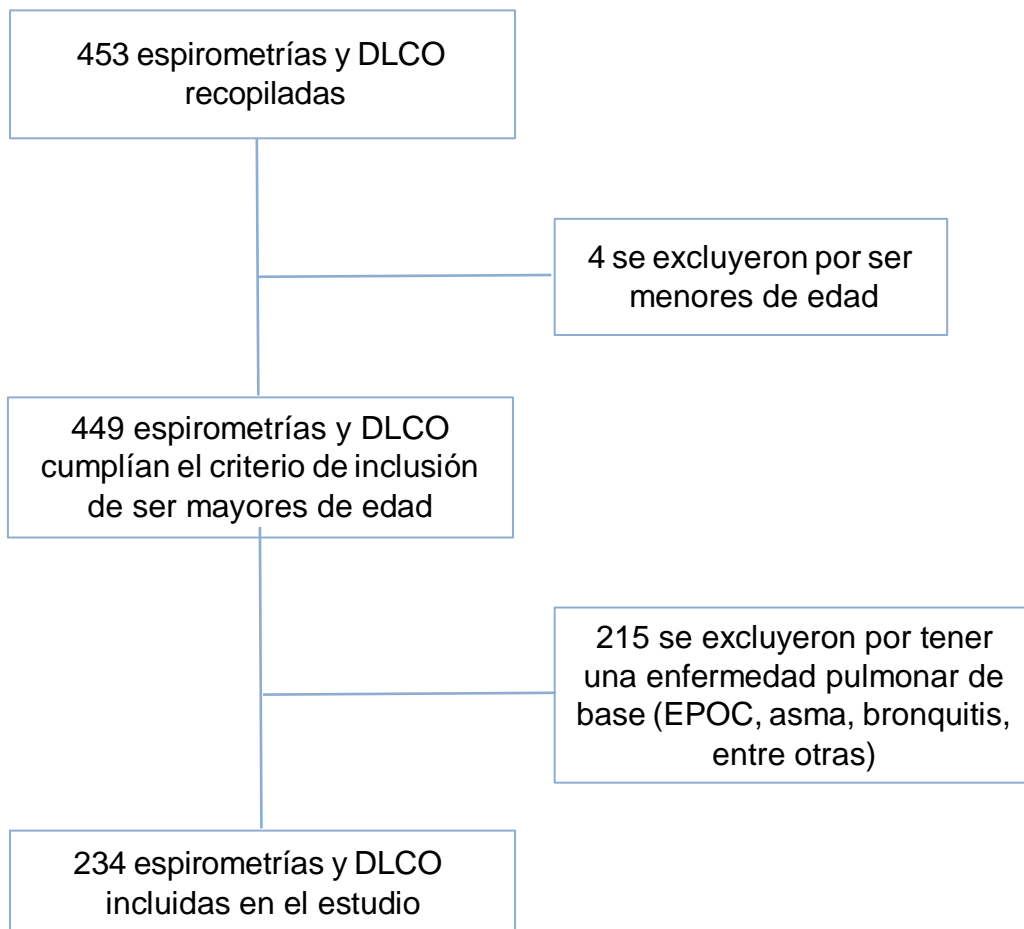 453 espirometrías y DLCO
recopiladas
4 se excluyeron por ser
menores de edad
449 espirometrías y DLCO
cumplían el criterio de inclusión
de ser mayores de edad
215 se excluyeron por tener
una enfermedad pulmonar de
base (EPOC, asma, bronquitis,
entre otras)
234 espirometrías y DLCO
incluidas en el estudio